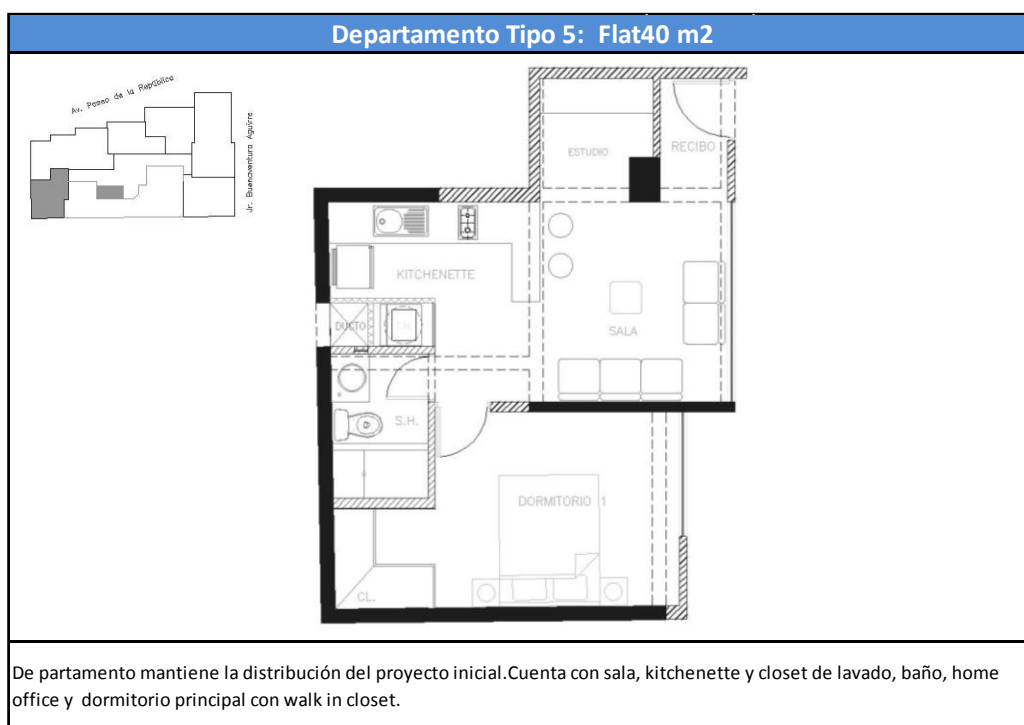 Departamento Tipo 5: Flat40 m2
Av. Paseo de la República
Jr. Buenaventura Aguirre
ESTUDIO
RECIBO
KITCHENETTE
DUCTO
SALA
S.H.
DORMITORIO 1
CL.
De partamento mantiene la distribución del proyecto inicial.Cuenta con sala, kitchenette y closet de lavado, baño, home
office y dormitorio principal con walk in closet.